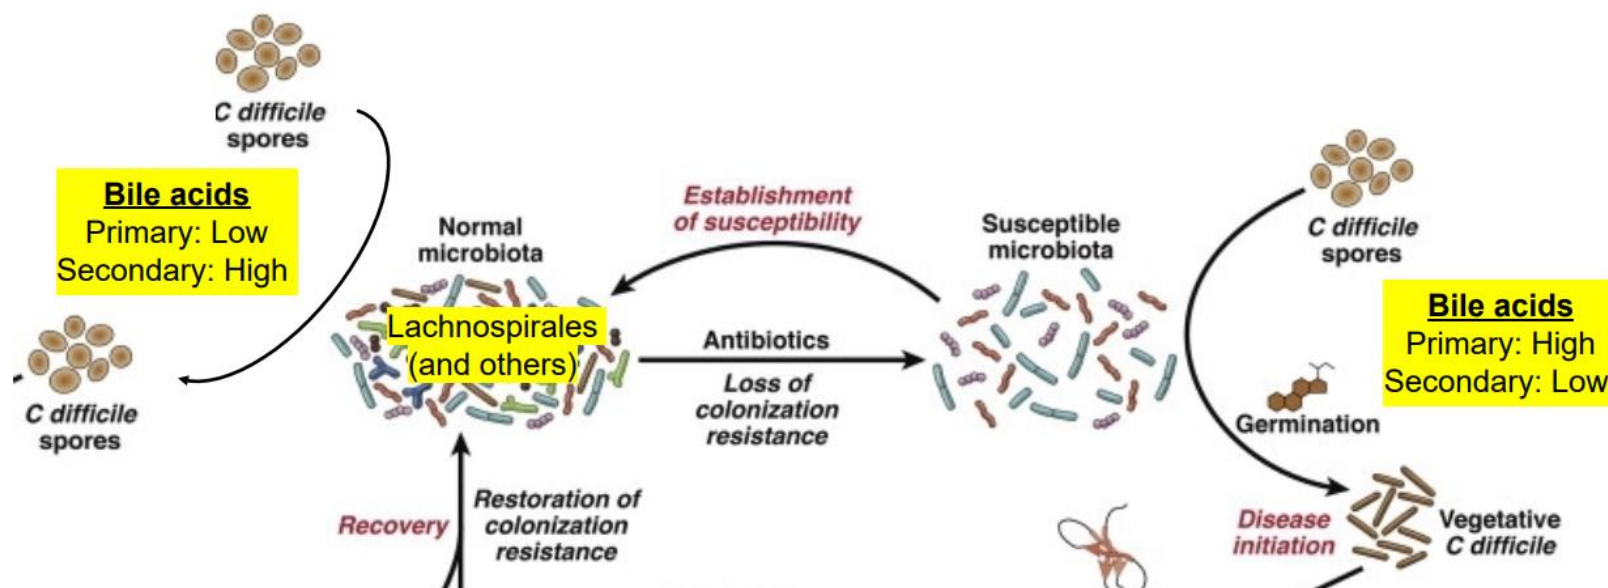 C difficile
spores
Bile acids
Primary: Low
Secondary: High
C difficile
spores
Normal
microbiota
Lachnospirales
(and others)
Establishment
of susceptibility
Antibiotics
Loss of
colonization
resistance
Susceptible
microbiota
C difficile
spores
Bile acids
Primary: High
Secondary: Low
Germination
Disease
initiation
Vegetative
C difficile
Recovery
Restoration of
colonization
resistance